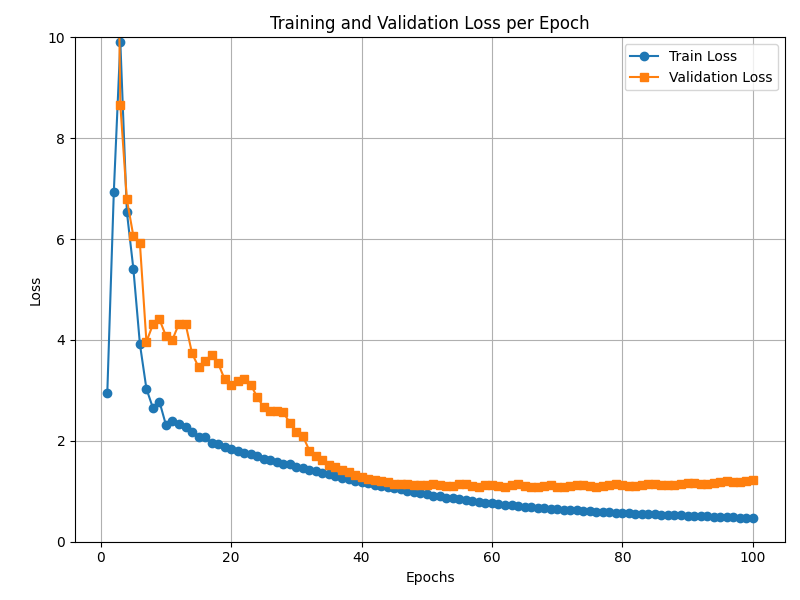 Training and Validation Loss per Epoch
Train Loss
Validation Loss
Loss
10
8
6
4
2
0
0 20 40 60 80 100
Epochs